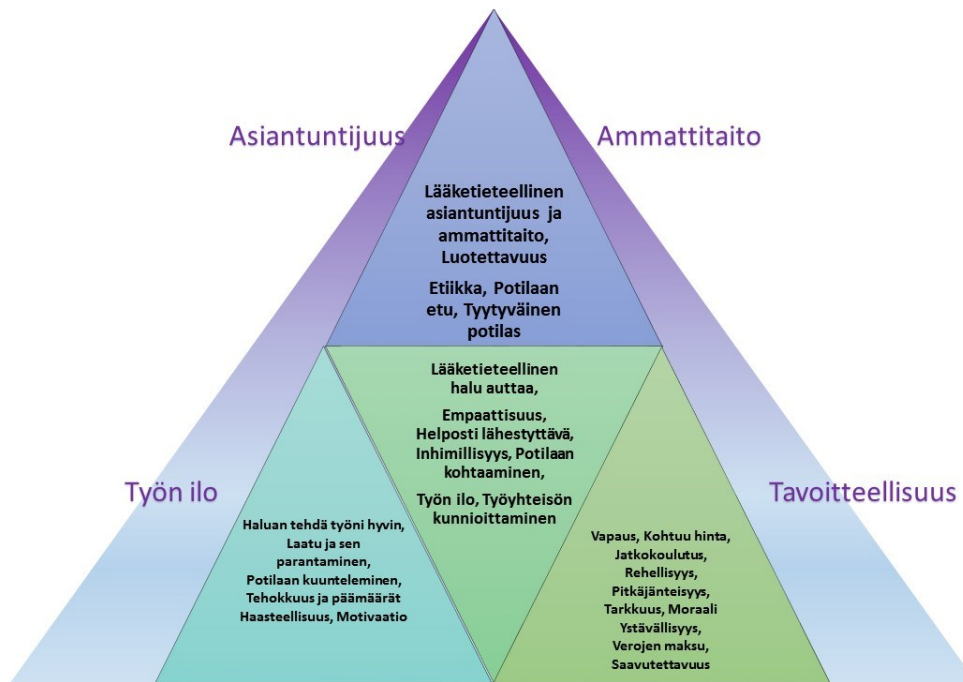 Asiantuntijuus
Ammattitaito
Lääketieteellinen
asiantuntijuus ja
ammattitaito,
Luotettavuus
Etiikka, Potilaan
etu, Tyytyväinen
potilas
Lääketieteellinen
halu auttaa,
Empaattisuus,
Helposti lähestyttävä,
Inhimillisyys, Potilaan
kohtaaminen,
Työn ilo, Työyhteisön
kunnioittaminen
Työn ilo
Tavoitteellisuus
Haluan tehdä työni hyvin,
Laatu ja sen
parantaminen,
Potilaan kuunteleminen,
Tehokkuus ja päämäärät
Haasteellisuus, Motivaatio
Vapaus, Kohtuu hinta,
Jatkokoulutus,
Rehellisyys,
Pitkäjänteisyys,
Tarkkuus, Moraali
Ystävällisyys,
Verojen maksu,
Saavutettavuus